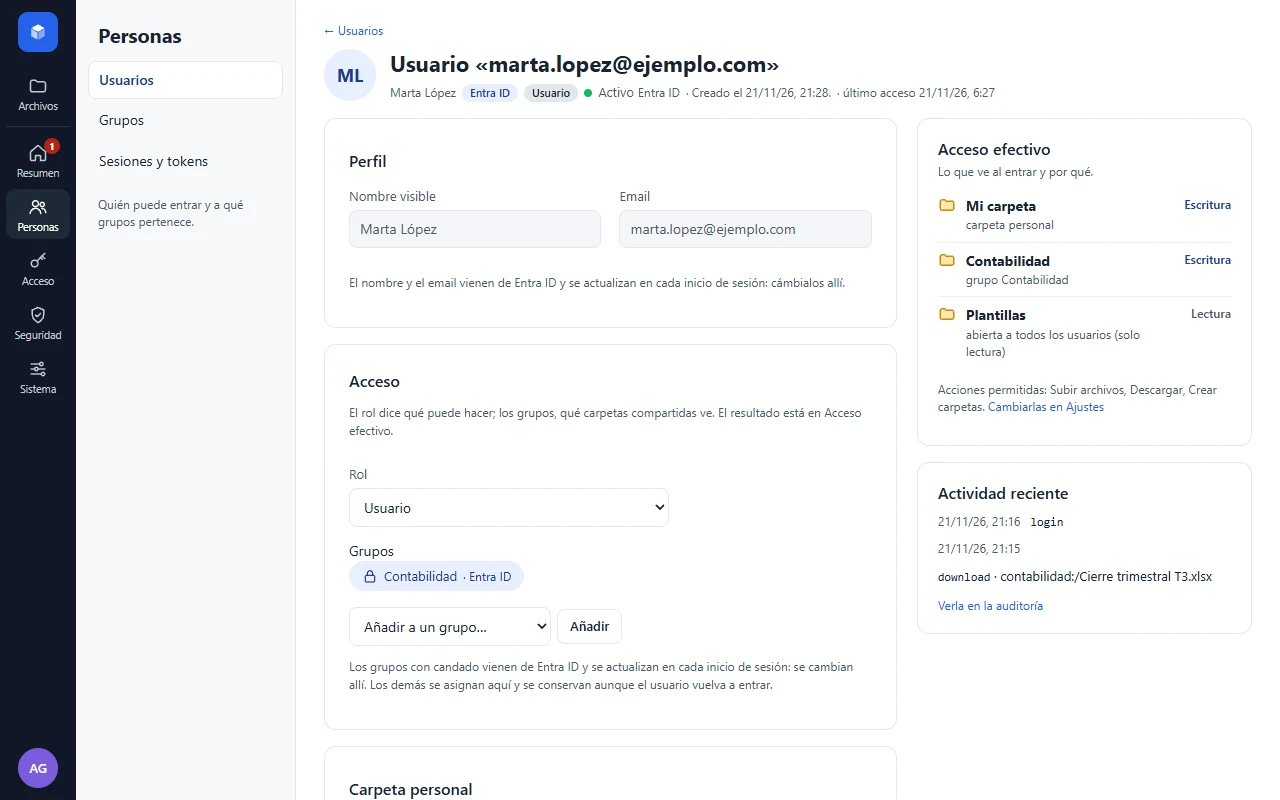 Archivos
1
Resumen
Personas
Acceso
Seguridad
Sistema
AG
Personas
Usuarios
Grupos
Sesiones y tokens
Quién puede entrar y a qué
grupos pertenece.
← Usuarios
ML
Usuario «marta.lopez@ejemplo.com»
Marta López Entra ID Usuario Activo Entra ID · Creado el 21/11/26, 21:28. · último acceso 21/11/26, 6:27
Perfil
Nombre visible
Marta López
Email
marta.lopez@ejemplo.com
El nombre y el email vienen de Entra ID y se actualizan en cada inicio de sesión: cámbialos allí.
Acceso
El rol dice qué puede hacer; los grupos, qué carpetas compartidas ve. El resultado está en Acceso
efectivo.
Rol
Usuario
Grupos
Contabilidad · Entra ID
Añadir a un grupo...
Añadir
Los grupos con candado vienen de Entra ID y se actualizan en cada inicio de sesión: se cambian
allí. Los demás se asignan aquí y se conservan aunque el usuario vuelva a entrar.
Carpeta personal
Acceso efectivo
Lo que ve al entrar y por qué.
Mi carpeta Escritura
carpeta personal
Contabilidad Escritura
grupo Contabilidad
Plantillas Lectura
abierta a todos los usuarios (solo
lectura)
Acciones permitidas: Subir archivos, Descargar, Crear
carpetas. Cambiarlas en Ajustes
Actividad reciente
21/11/26, 21:16 login
21/11/26, 21:15
download · contabilidad:/Cierre trimestral T3.xlsx
Verla en la auditoría